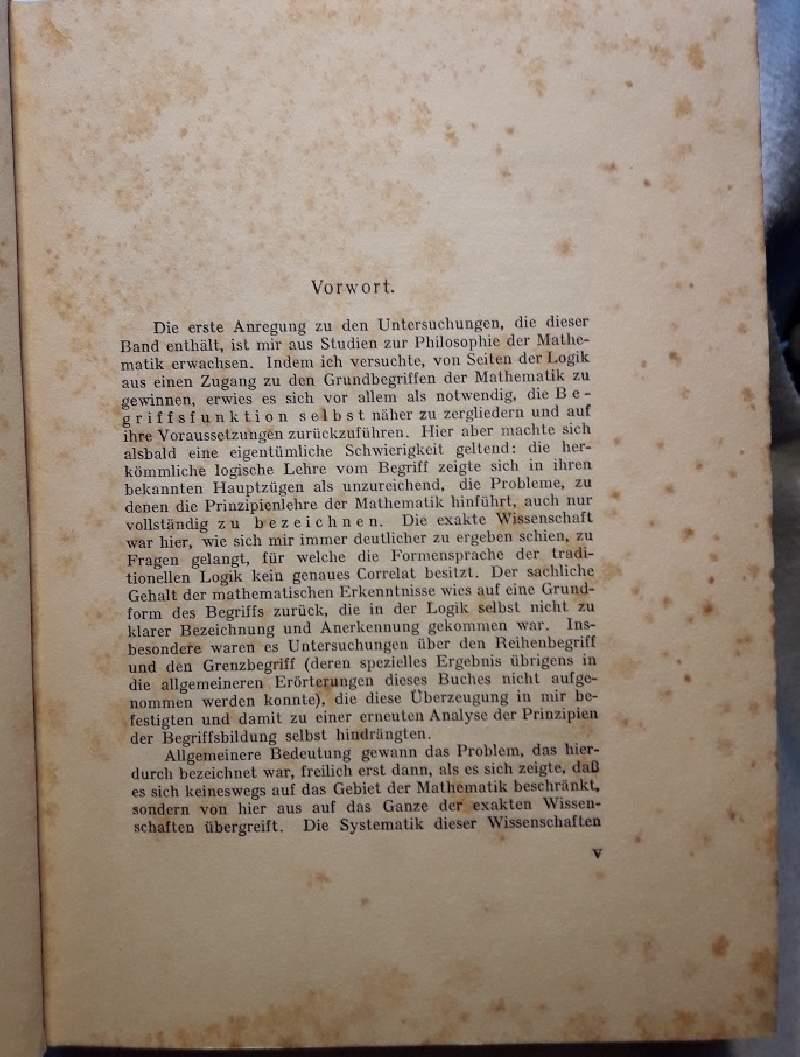 Vorwort.
Die erste Anregung zu den Untersuchungen, die dieser
Band enthält, ist mir aus Studien zur Philosophie der Mathe-
matik erwachsen. Indem ich versuchte, von Seiten der Logik
aus einen Zugang zu den Grundbegriffen der Mathematik zu
gewinnen, erwies es sich vor allem als notwendig, die Be-
griffsfunktion selbst näher zu zergliedern und auf
ihre Voraussetzungen zurückzuführen. Hier aber machte sich
alsbald eine eigentümliche Schwierigkeit geltend: die her-
kömmliche logische Lehre vom Begriff zeigte sich in ihren
bekannten Hauptzügen als unzureichend, die Probleme, zu
denen die Prinzipienlehre der Mathematik hinführt, auch nur
vollständig zu bezeichnen. Die exakte Wissenschaft
war hier, wie sich mir immer deutlicher zu ergeben schien, zu
Fragen gelangt, für welche die Formensprache der tradi-
tionellen Logik kein genaues Correlat besitzt. Der sachliche
Gehalt der mathematischen Erkenntnisse wies auf eine Grund-
form des Begriffs zurück, die in der Logik selbst nicht zu
klarer Bezeichnung und Anerkennung gekommen war. Ins-
besondere waren es Untersuchungen über den Reihenbegriff
und den Grenzbegriff (deren spezielles Ergebnis übrigens in
die allgemeineren Erörterungen dieses Buches nicht aufge-
nommen werden konnte), die diese Überzeugung in mir be-
festigten und damit zu einer erneuten Analyse der Prinzipien
der Begriffsbildung selbst hindrängten.
Allgemeinere Bedeutung gewann das Problem, das hier-
durch bezeichnet war, freilich erst dann, als es sich zeigte, daß
es sich keineswegs auf das Gebiet der Mathematik beschränkt,
sondern von hier aus auf das Ganze der exakten Wissen-
schaften übergreift. Die Systematik dieser Wissenschaften
V